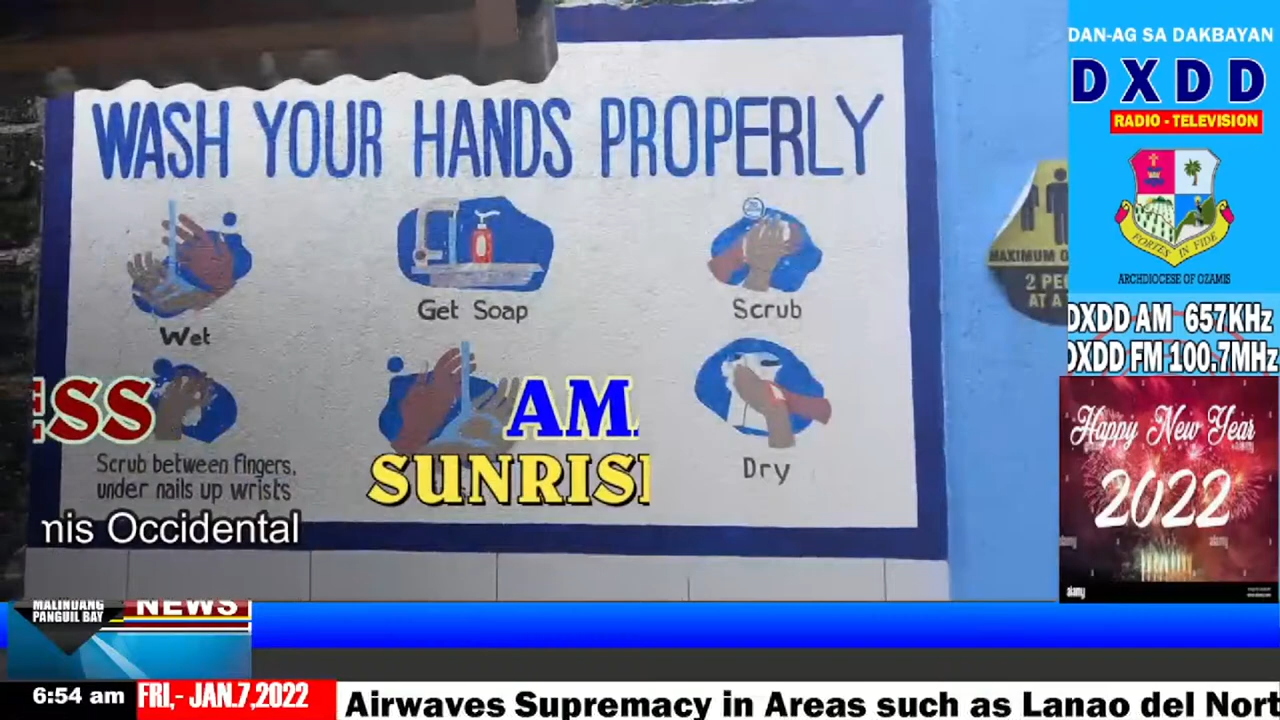 WASH YOUR HANDS PROPERLY
Wet
Get Soap
Scrub
Scrub between fingers,
under nails up wrists
Dry
ESS
AM
SUNRIS
mis Occidental
MAXIMUM O
2 PE
AT A
DAN-AG SA DAKBAYAN
DXDD
RADIO - TELEVISION
FORTES IN FIDE
ARCHDIOCESE OF OZAMIS
DXDD AM 657KHz
DXDD FM 100.7MHz
Happy New Year
2022
alamy
MALINDANG
PANGUIL BAY
NEWS
6:54 am
FRI,- JAN.7,2022
Airwaves Supremacy in Areas such as Lanao del Nort